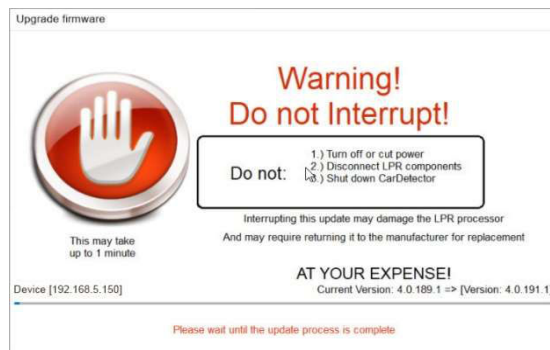 Upgrade firmware
Warning!
Do not Interrupt!
Do not:
1.) Turn off or cut power
2.) Disconnect LPR components
3.) Shut down CarDetector
Interrupting this update may damage the LPR processor
And may require returning it to the manufacturer for replacement
This may take
up to 1 minute
AT YOUR EXPENSE!
Device [192.168.5.150]
Current Version: 4.0.189.1 => [Version: 4.0.191.1]
Please wait until the update process is complete